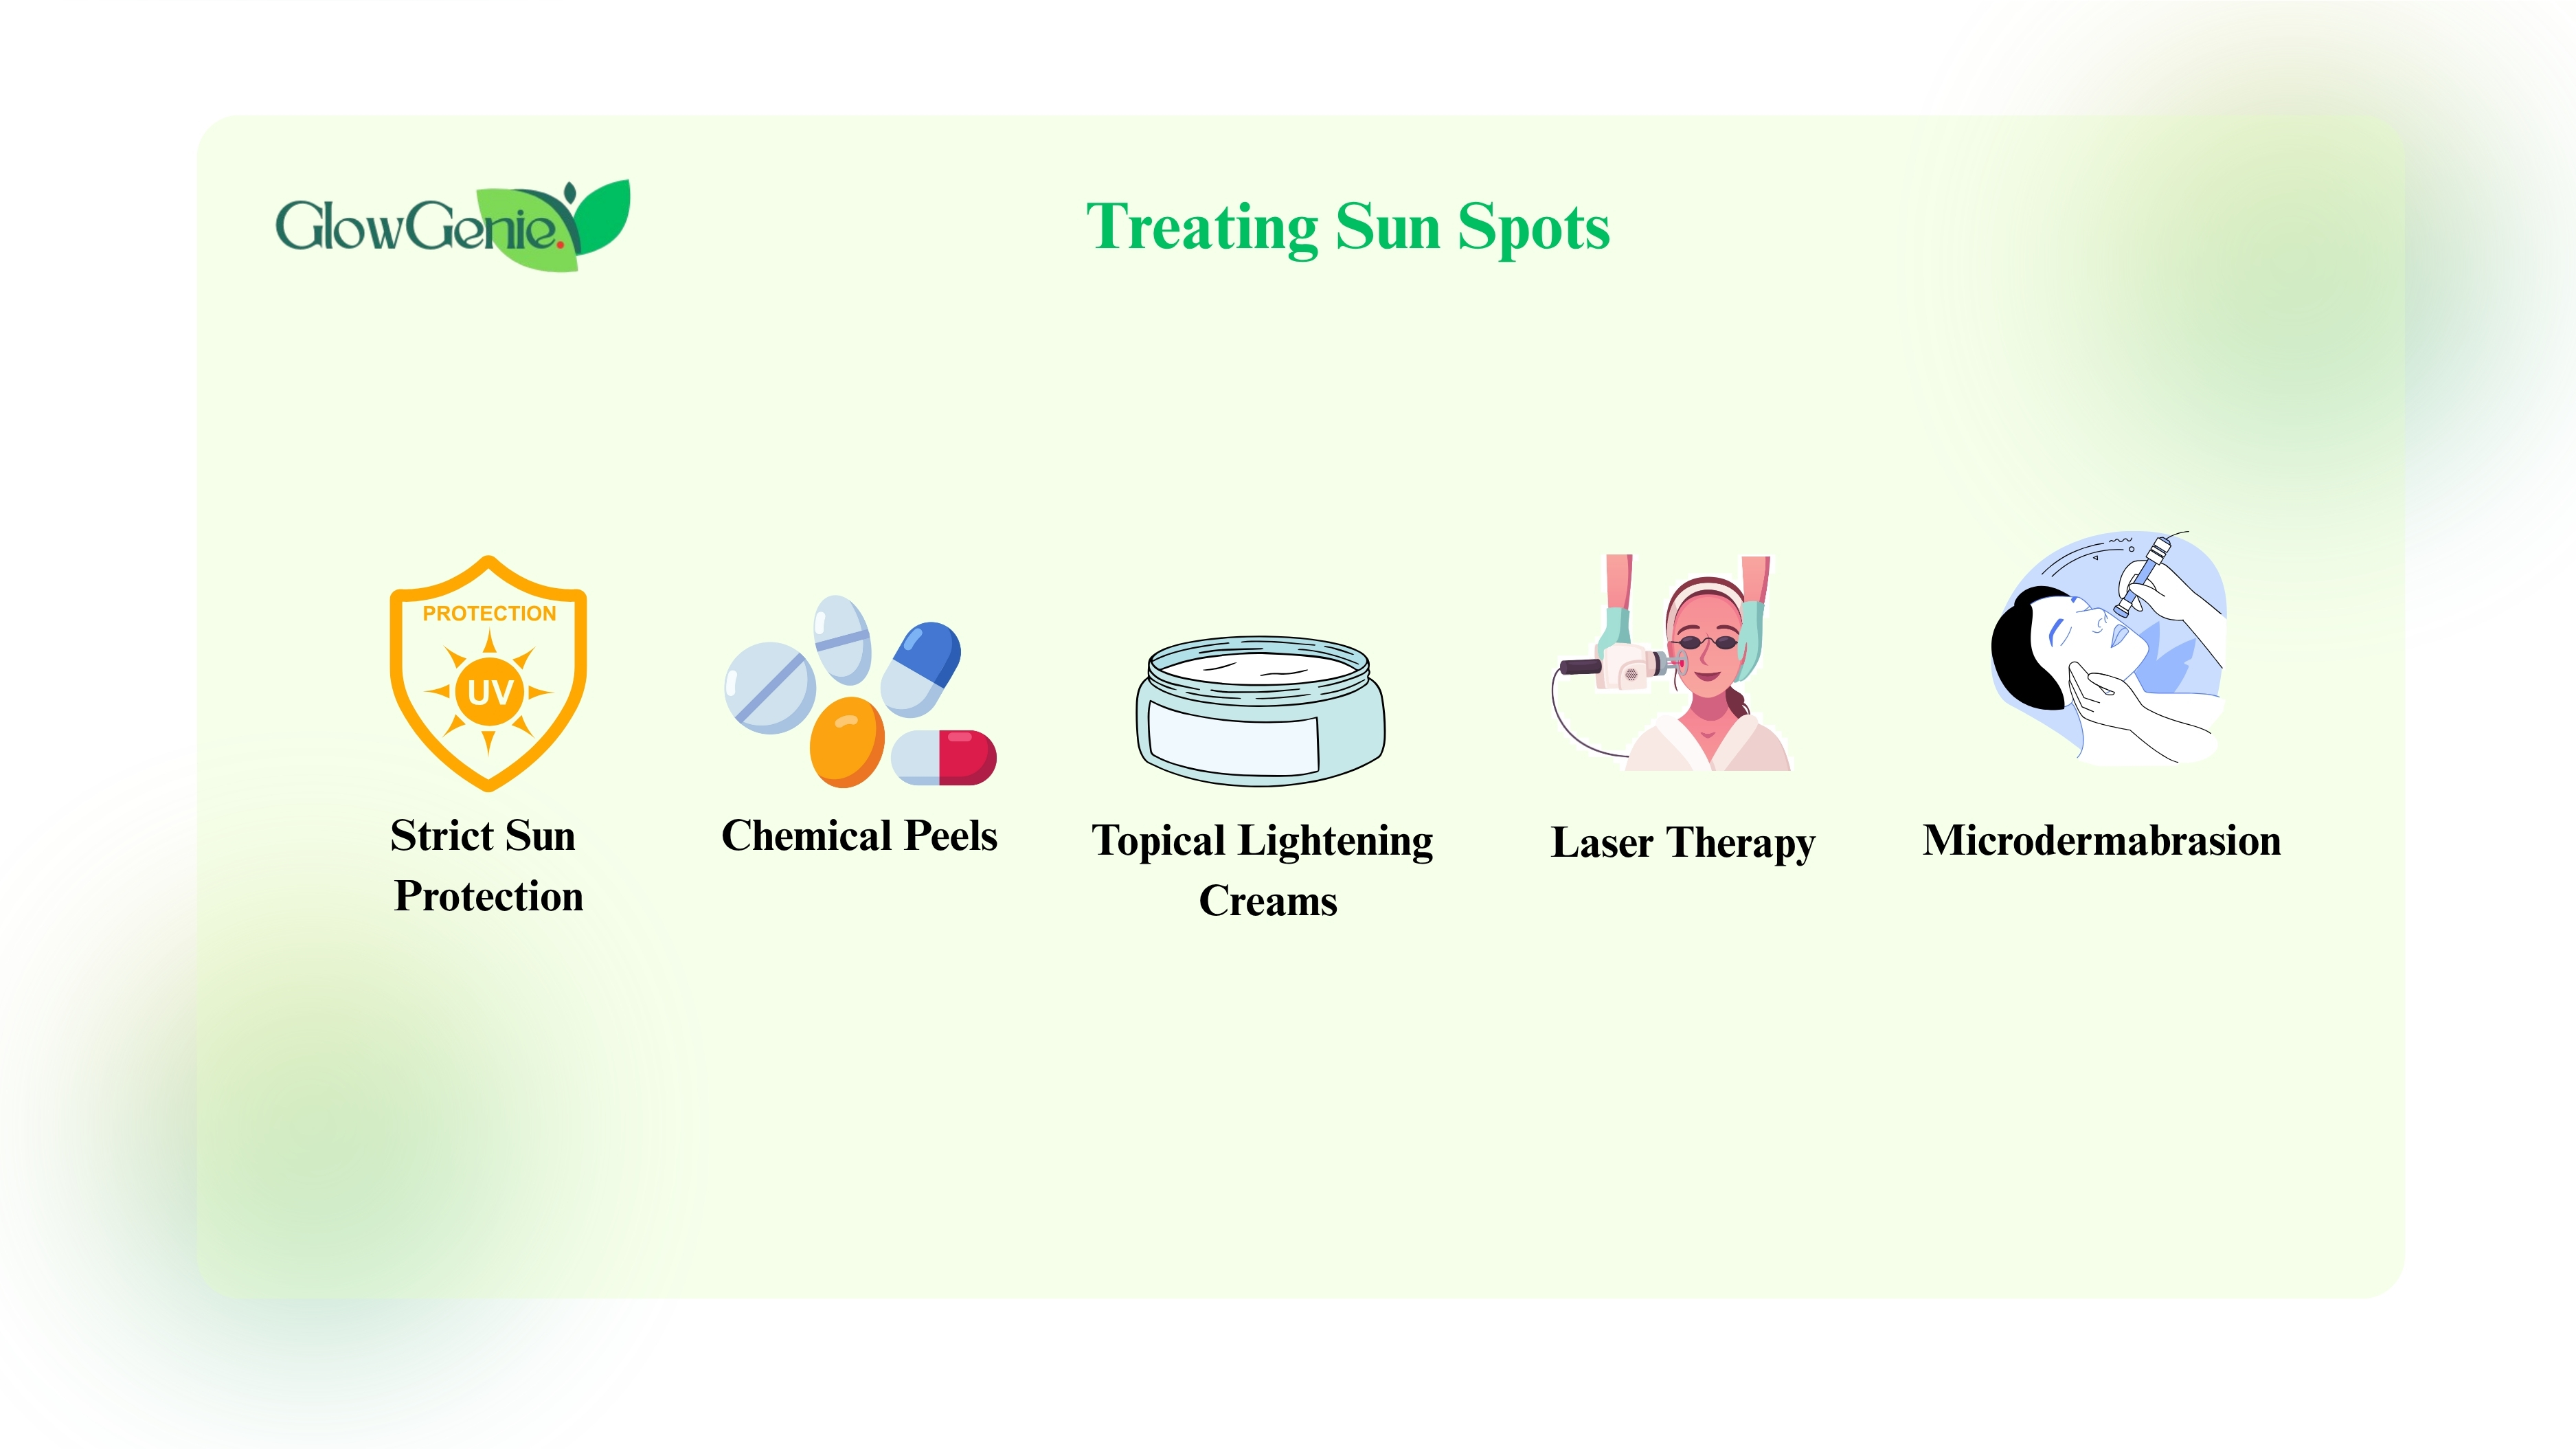 GlowGenie.
Treating Sun Spots
PROTECTION
UV
Strict Sun
Protection
Chemical Peels
Topical Lightening
Creams
Laser Therapy
Microdermabrasion